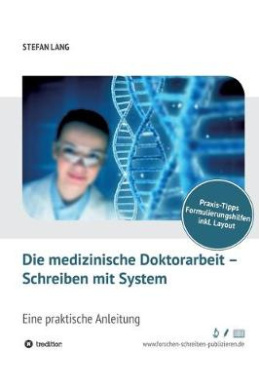 STEFAN LANG
Praxis-Tipps
Formulierungshilfen
inkl. Layout
Die medizinische Doktorarbeit –
Schreiben mit System
Eine praktische Anleitung
tredition
www.forschen-schreiben-publizieren.de